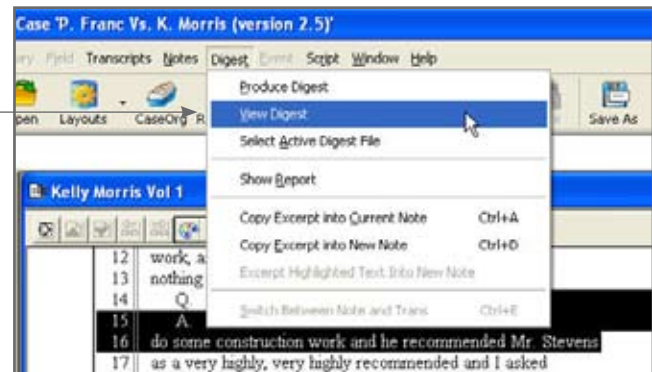 Case 'P. Franc Vs. K. Morris (version 2.5)'
Field Transcripts Notes Digest Event Script Window Help
Layouts CaseOrg Save As
Produce Digest
View Digest
Select Active Digest File
Show Report
Copy Excerpt into Current Note Ctrl+A
Copy Excerpt into New Note Ctrl+D
Excerpt Highlighted Text Into New Note
Switch Between Note and Trans Ctrl+E
Kelly Morris Vol 1
12 work, a
13 nothing
14 Q.
15 A.
16 do some construction work and he recommended Mr. Stevens
17 as a very highly, very highly recommended and I asked